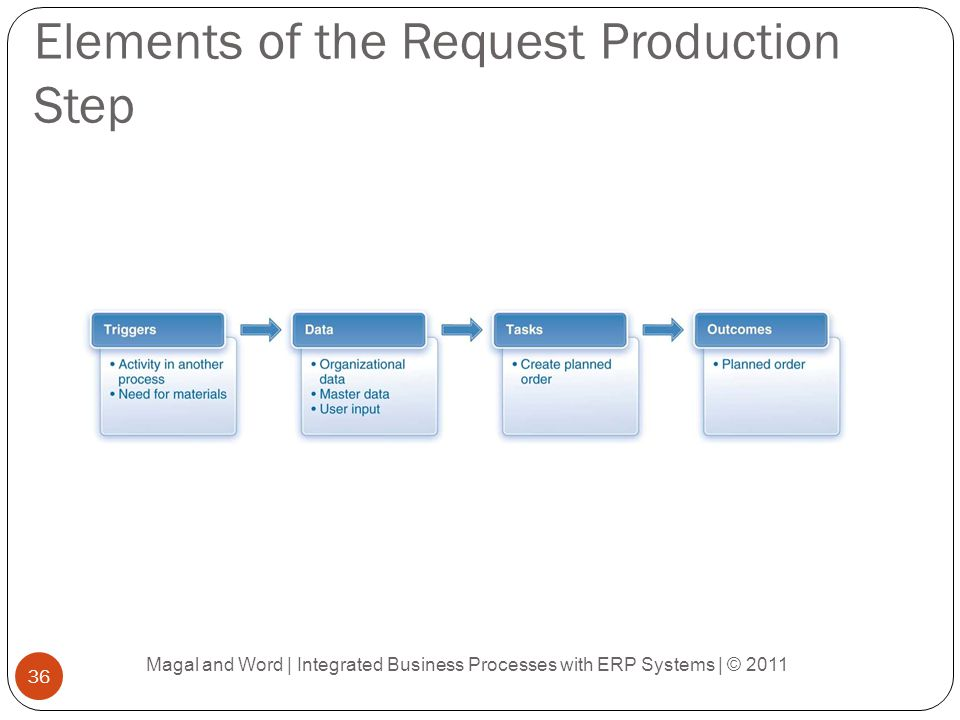 Elements of the Request Production
Step
Triggers
• Activity in another
process
• Need for materials
Data
• Organizational
data
• Master data
• User input
Tasks
• Create planned
order
Outcomes
• Planned order
36
Magal and Word | Integrated Business Processes with ERP Systems | © 2011